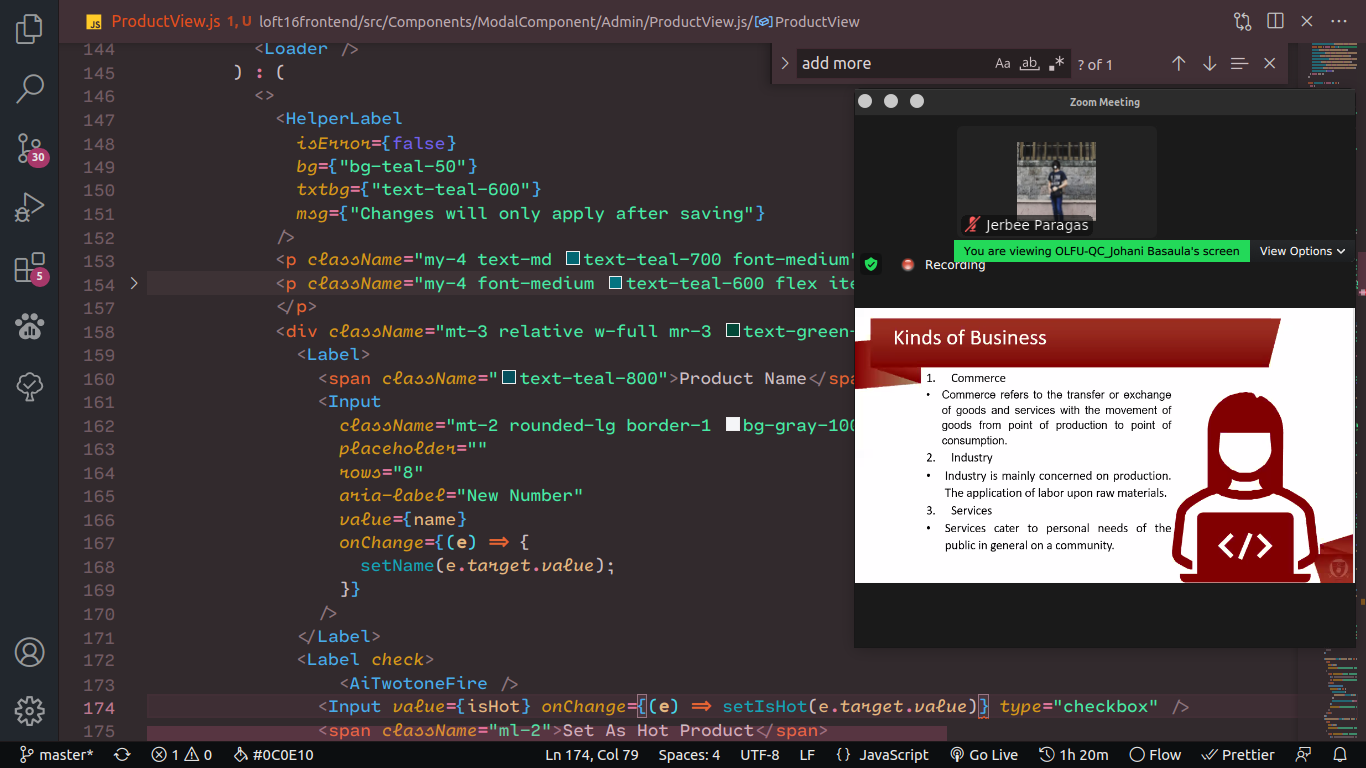 JS ProductView.js 1, U loft16frontend/src/Components/ModalComponent/Admin/ProductView.js/ ProductView
144 <Loader />
add more Aa ab .* ? of 1
145 ) : (
146 <>
147 <HelperLabel
148 isError={false}
149 bg={"bg-teal-50"}
150 txtbg={"text-teal-600"}
151 msg={"Changes will only apply after saving"}
152 />
153 <p className="my-4 text-md text-teal-700 font-medium"
154 <p className="my-4 font-medium text-teal-600 flex ite
157 </p>
158 <div className="mt-3 relative w-full mr-3 text-green-
159 <Label>
160 <span className=" text-teal-800">Product Name</spa
161 <Input
162 className="mt-2 rounded-lg border-1 bg-gray-100
163 placeholder=""
164 rows="8"
165 aria-label="New Number"
166 value={name}
167 onChange={(e) => {
168 setName(e.target.value);
169 }}
170 />
171 </Label>
172 <Label check>
173 <AiTwotoneFire />
174 <Input value={isHot} onChange={(e) => setIsHot(e.target.value)} type="checkbox" />
175 <span className="ml-2">Set As Hot Product</span>
30
5
Zoom Meeting
Jerbee Paragas
You are viewing OLFU-QC_Johani Basaula's screen View Options
Recording
Kinds of Business
1. Commerce
• Commerce refers to the transfer or exchange
of goods and services with the movement of
goods from point of production to point of
consumption.
2. Industry
• Industry is mainly concerned on production.
The application of labor upon raw materials.
3. Services
• Services cater to personal needs of the
public in general on a community.
</>
master* 1 0 #0C0E10 Ln 174, Col 79 Spaces: 4 UTF-8 LF {} JavaScript Go Live 1h 20m Flow Prettier